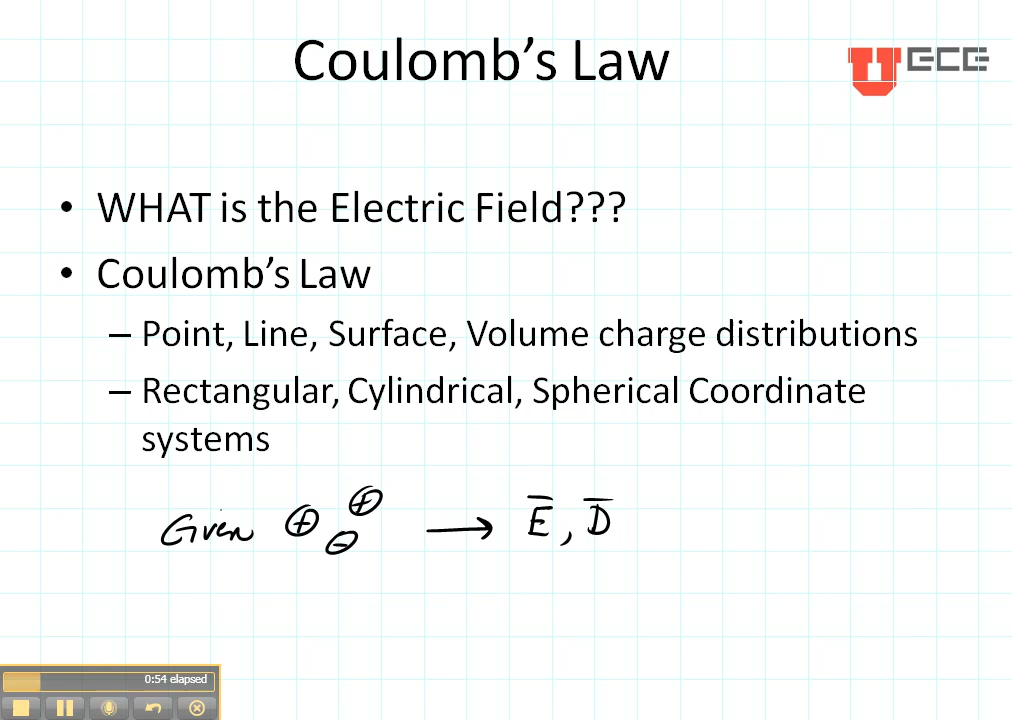 Coulomb's Law
U ECE
• WHAT is the Electric Field???
• Coulomb's Law
– Point, Line, Surface, Volume charge distributions
– Rectangular, Cylindrical, Spherical Coordinate
systems
Given ⊕ ⊖ ⊕ → E̅, D̅
0:54 elapsed